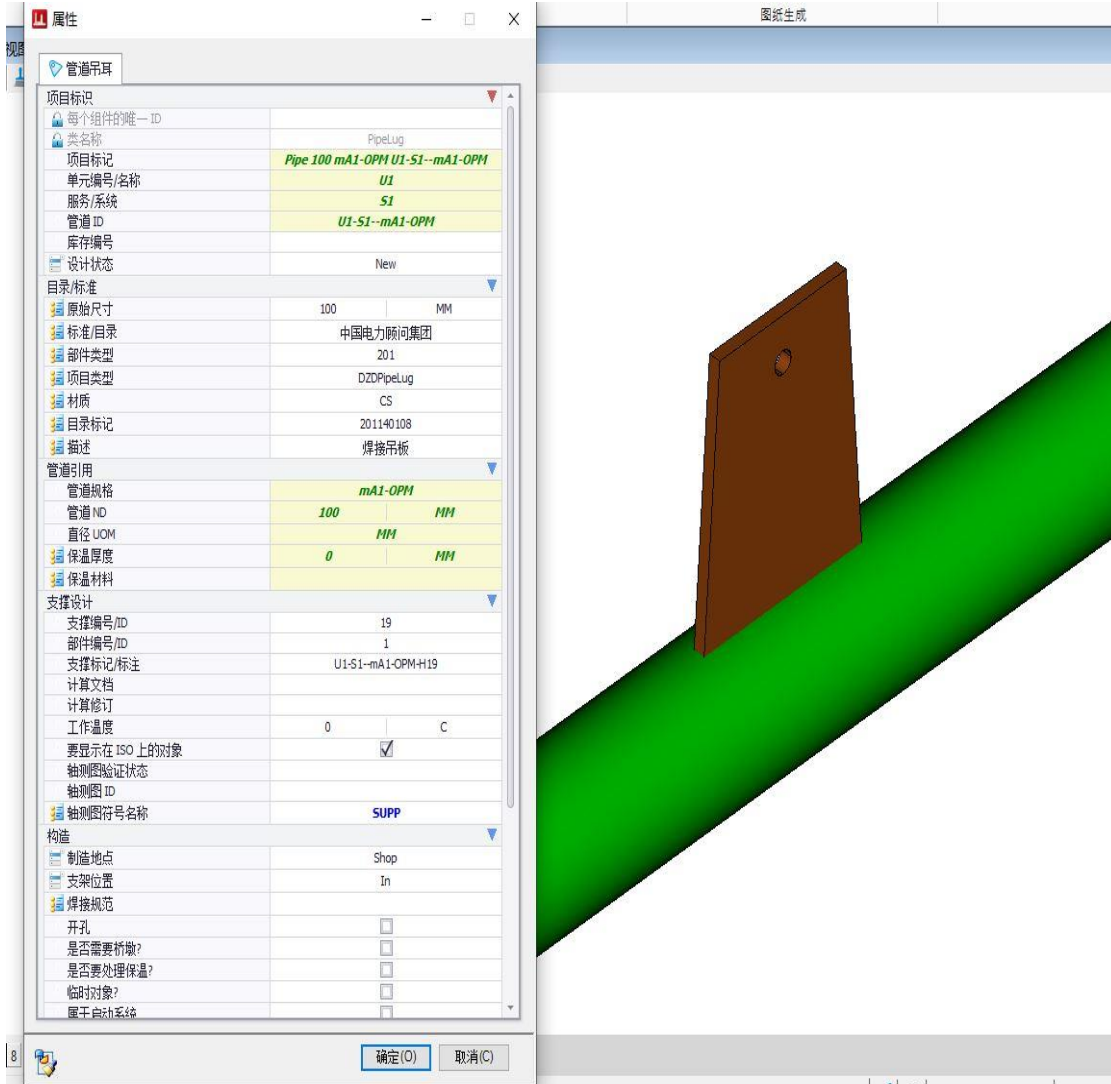 图纸生成
属性
管道吊耳
项目标识
每个组件的唯一 ID
类名称 PipeLug
项目标记 Pipe 100 mA1-OPM U1-S1--mA1-OPM
单元编号/名称 U1
服务/系统 S1
管道 ID U1-S1--mA1-OPM
库存编号
设计状态 New
目录/标准
原始尺寸 100 MM
标准/目录 中国电力顾问集团
部件类型 201
项目类型 DZDPipeLug
材质 CS
目录标记 201140108
描述 焊接吊板
管道引用
管道规格 mA1-OPM
管道 ND 100 MM
直径 UOM MM
保温厚度 0 MM
保温材料
支撑设计
支撑编号/ID 19
部件编号/ID 1
支撑标记/标注 U1-S1--mA1-OPM-H19
计算文档
计算修订
工作温度 0 C
要显示在 ISO 上的对象
轴测图验证状态
轴测图 ID
轴测图符号名称 SUPP
构造
制造地点 Shop
支架位置 In
焊接规范
开孔
是否需要桥墩?
是否要处理保温?
临时对象?
属于启动系统
8
确定(O) 取消(C)